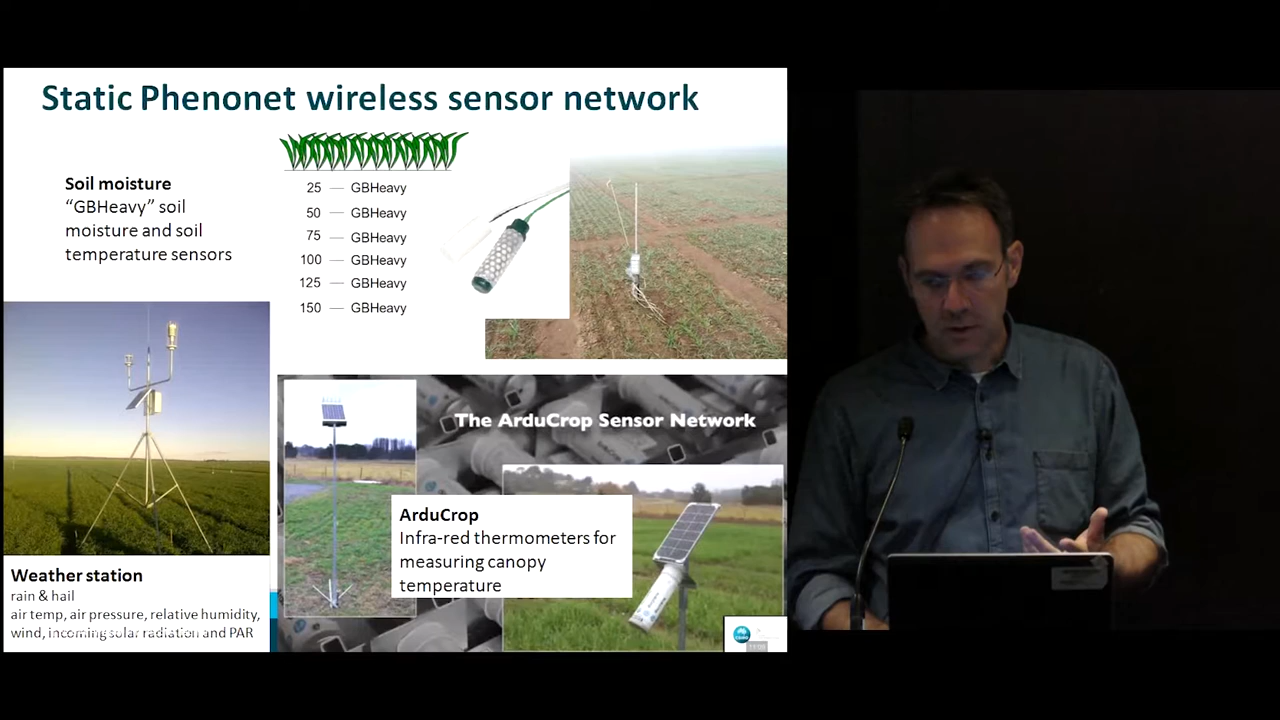 Static Phenonet wireless sensor network
Soil moisture
“GBHeavy” soil
moisture and soil
temperature sensors
25 — GBHeavy
50 — GBHeavy
75 — GBHeavy
100 — GBHeavy
125 — GBHeavy
150 — GBHeavy
The ArduCrop Sensor Network
ArduCrop
Infra-red thermometers for
measuring canopy
temperature
Weather station
rain & hail
air temp, air pressure, relative humidity,
wind, incoming solar radiation and PAR
CSIRO